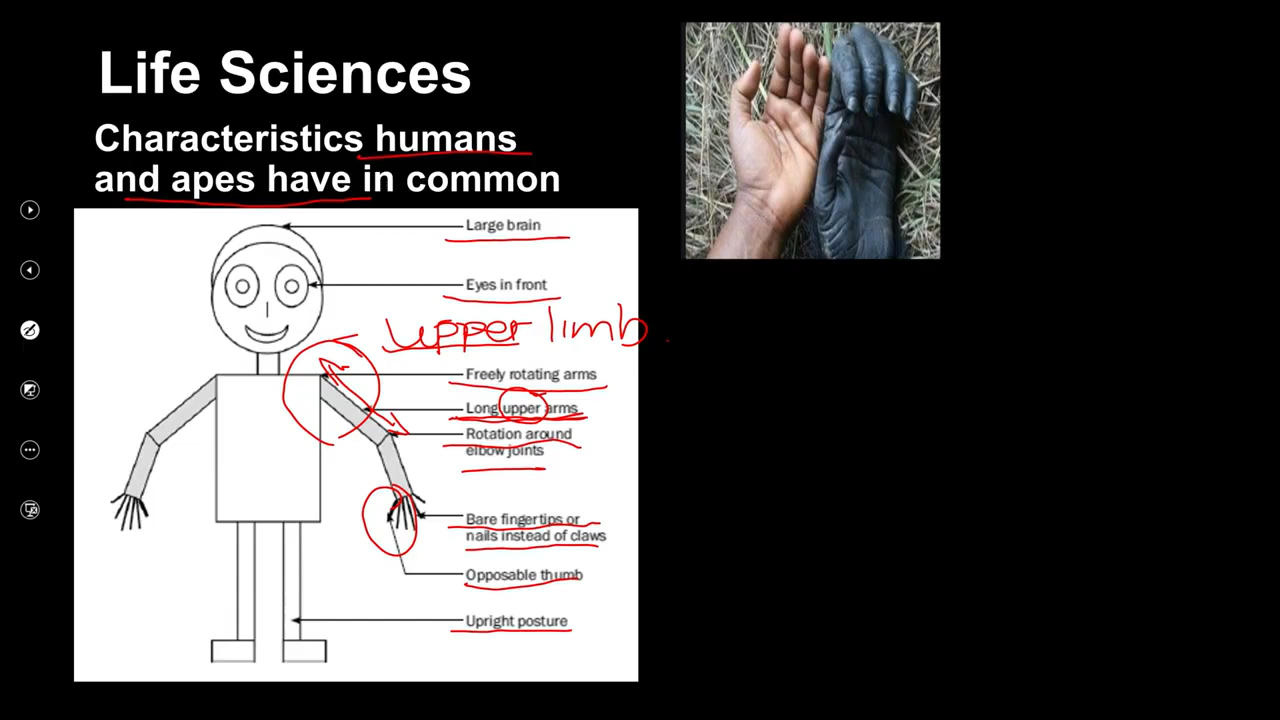 Life Sciences
Characteristics humans
and apes have in common
Large brain
Eyes in front
upper limb
Freely rotating arms
Long upper arms
Rotation around
elbow joints
Bare fingertips or
nails instead of claws
Opposable thumb
Upright posture